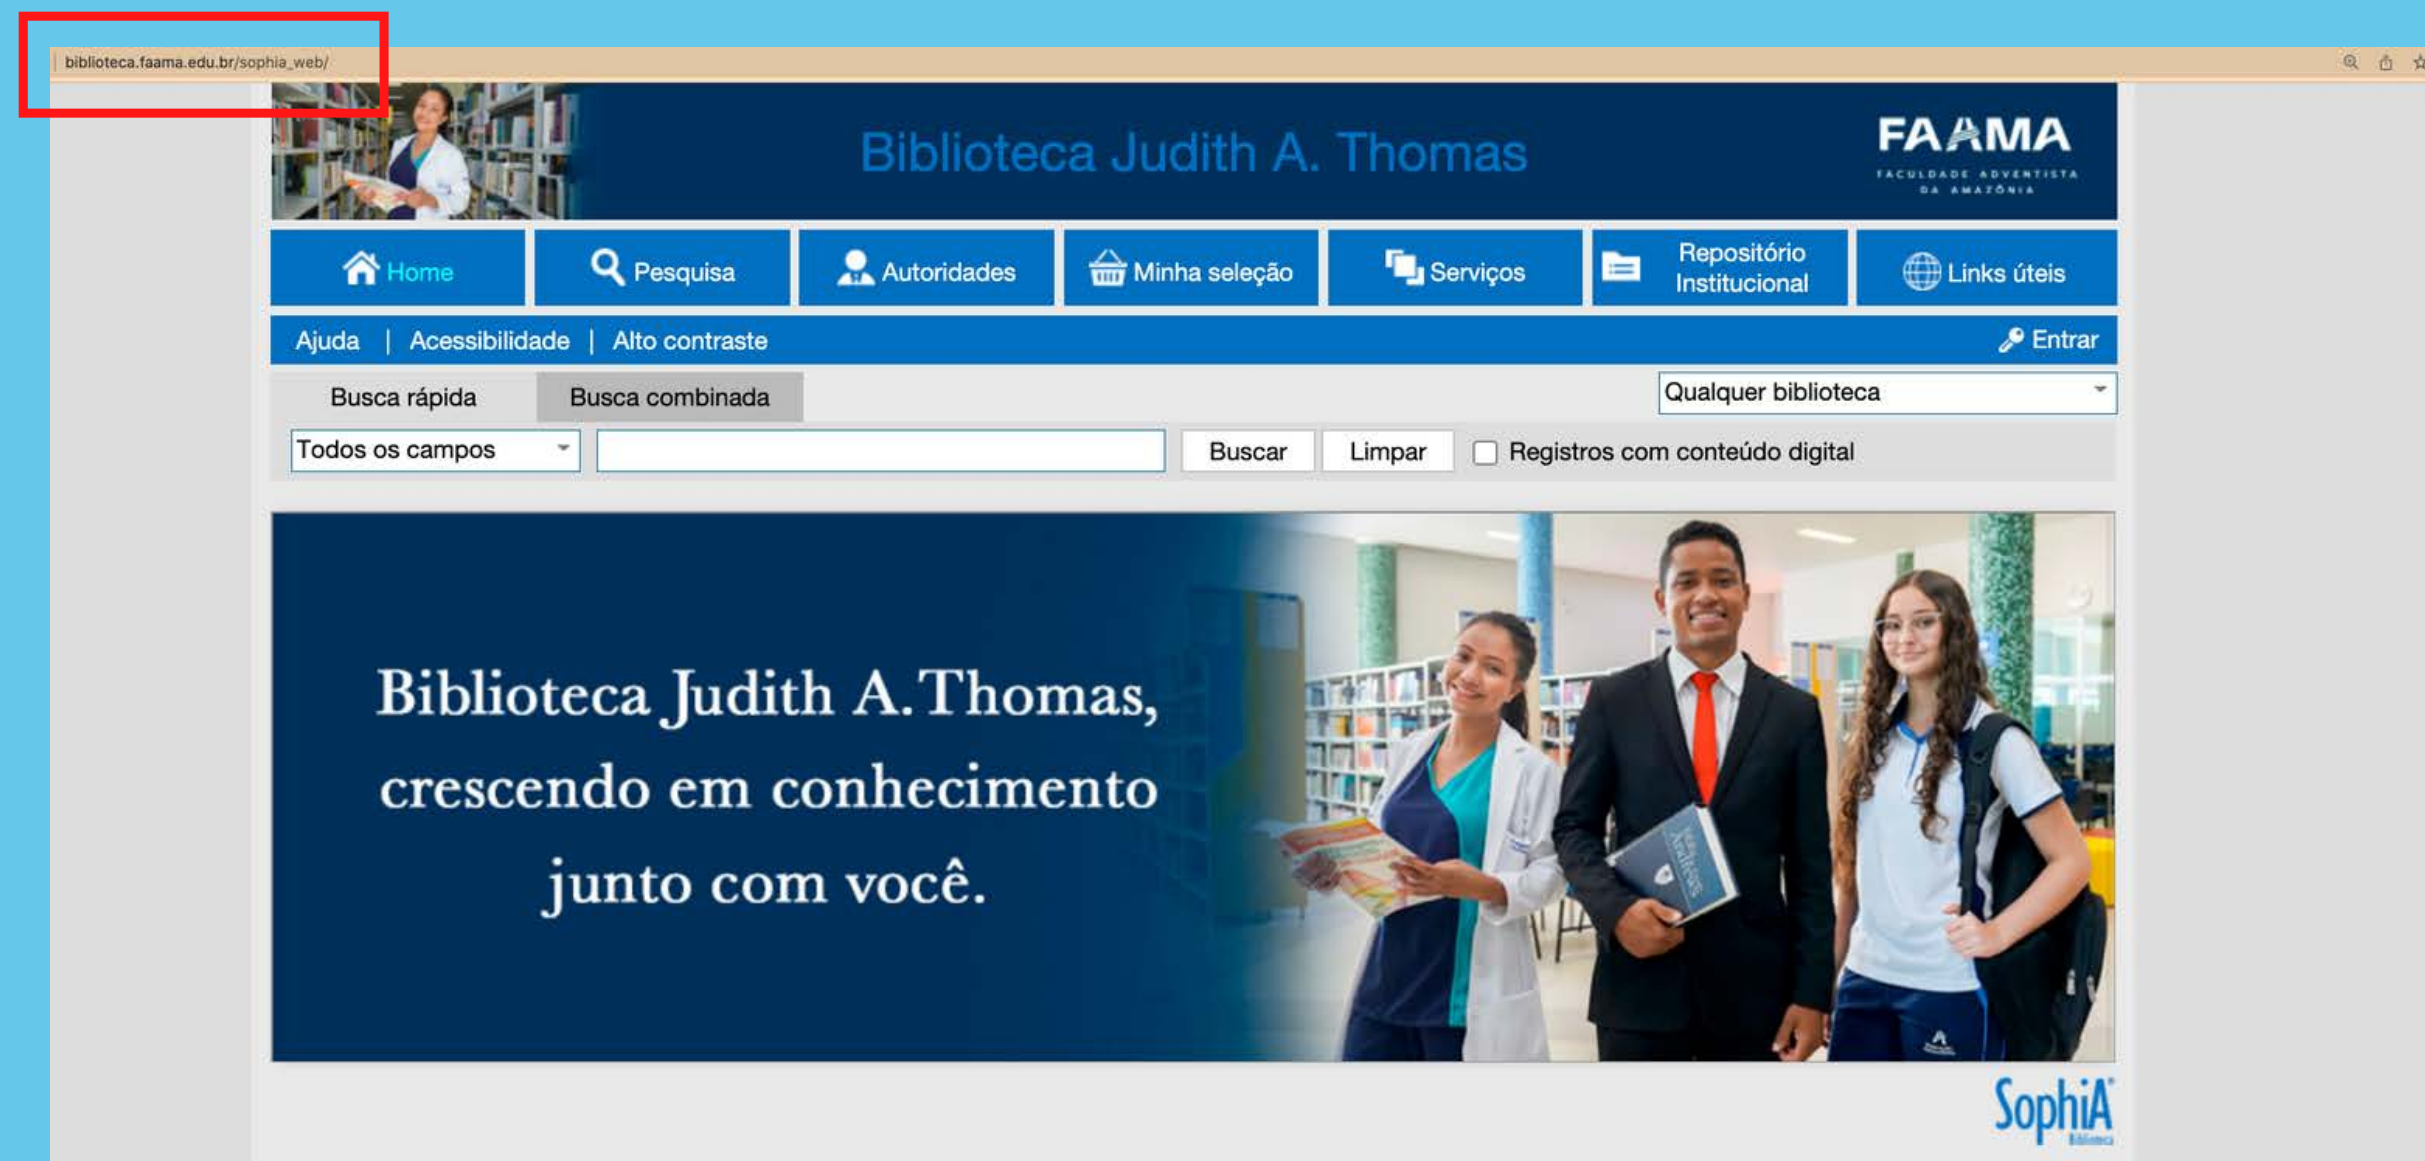 biblioteca.faama.edu.br/sophia_web/
Biblioteca Judith A. Thomas
FAAMA
FACULDADE ADVENTISTA
DA AMAZÔNIA
Home
Pesquisa
Autoridades
Minha seleção
Serviços
Repositório
Institucional
Links úteis
Ajuda | Acessibilidade | Alto contraste
Entrar
Busca rápida
Busca combinada
Qualquer biblioteca
Todos os campos
Buscar
Limpar
Registros com conteúdo digital
Biblioteca Judith A. Thomas,
crescendo em conhecimento
junto com você.
Andrews
SophiA
Biblioteca